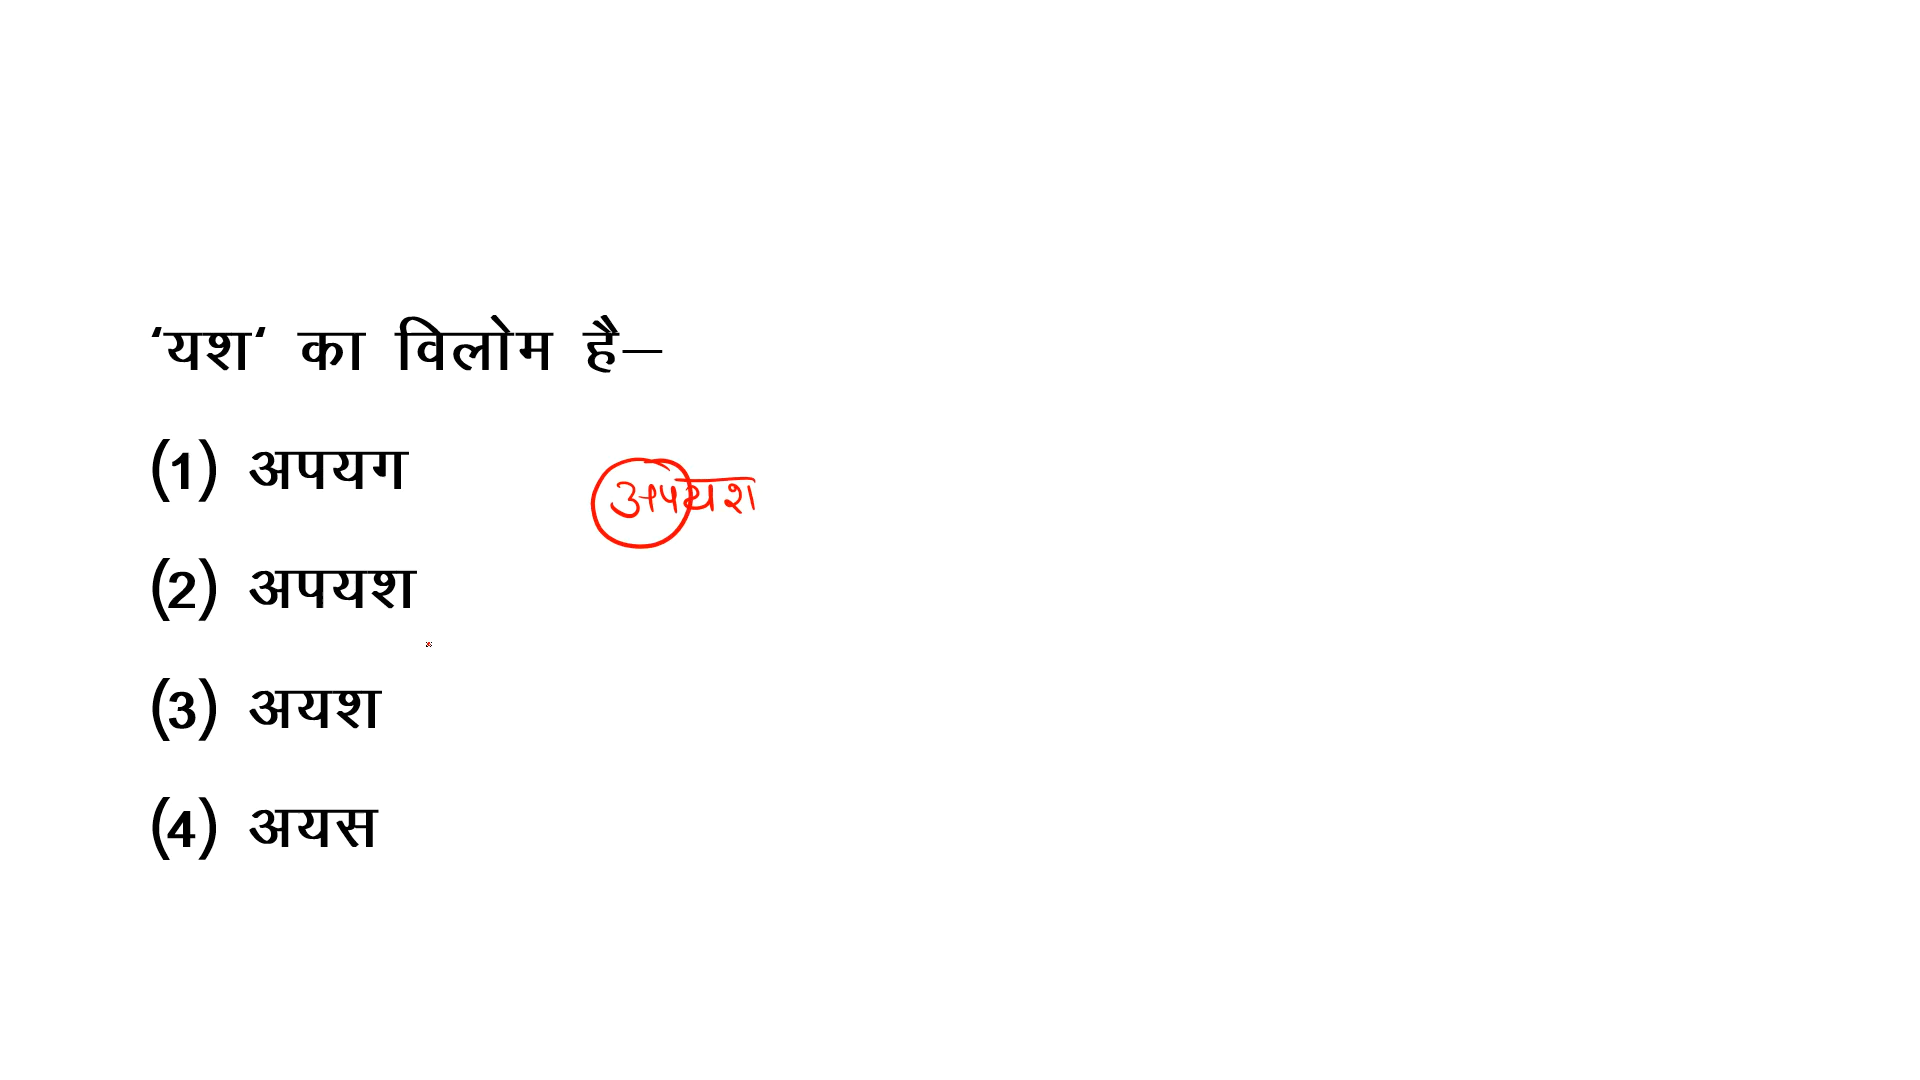 ‘यश‘ का विलोम है–
(1) अपयग
अपयश
(2) अपयश
(3) अयश
(4) अयस